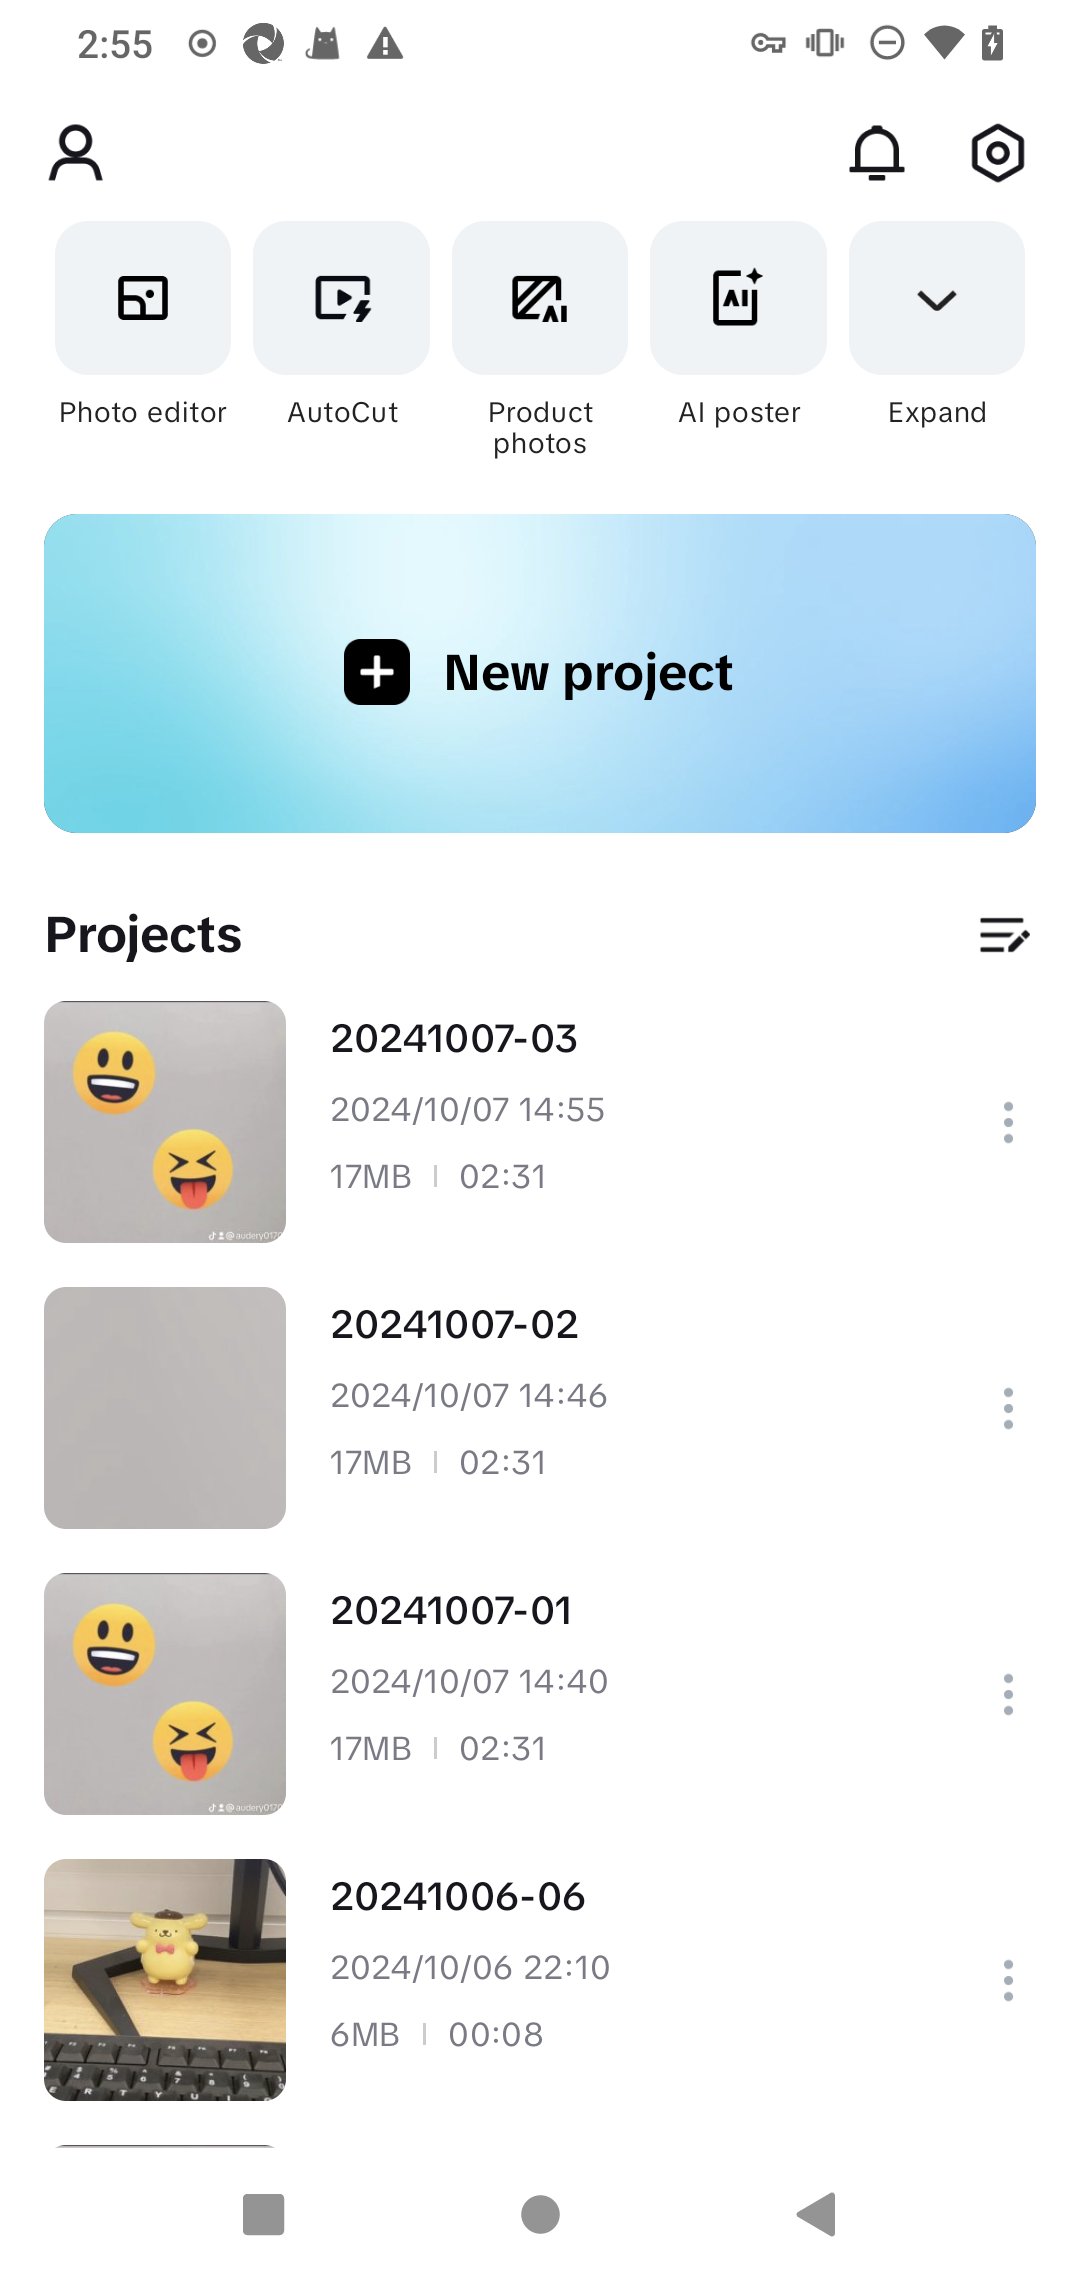 2:55
Photo editor
AutoCut
Product
photos
AI poster
Expand
New project
Projects
20241007-03
2024/10/07 14:55
17MB
02:31
20241007-02
2024/10/07 14:46
17MB
02:31
20241007-01
2024/10/07 14:40
17MB
02:31
20241006-06
2024/10/06 22:10
6MB
00:08